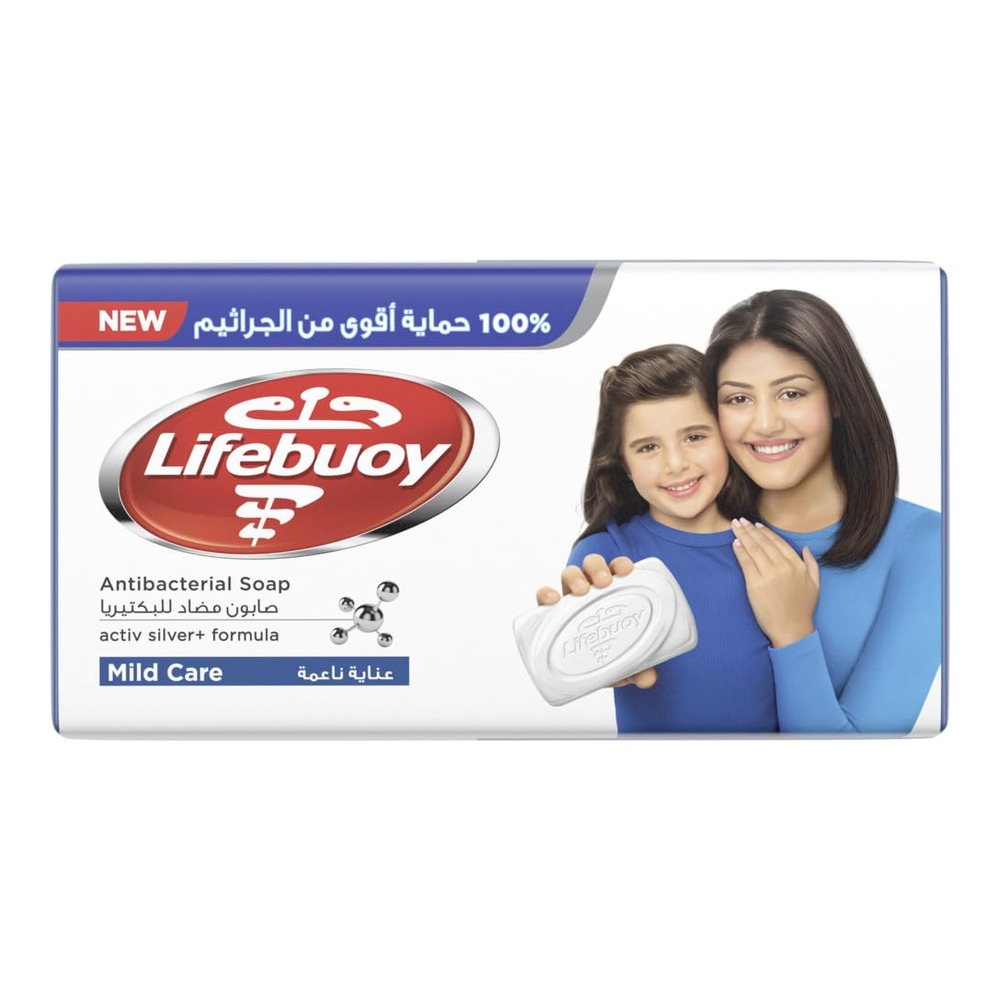 NEW
100% حماية أقوى من الجراثيم
Lifebuoy
Antibacterial Soap
صابون مضاد للبكتيريا
activ silver+ formula
Mild Care عناية ناعمة
Lifebuoy